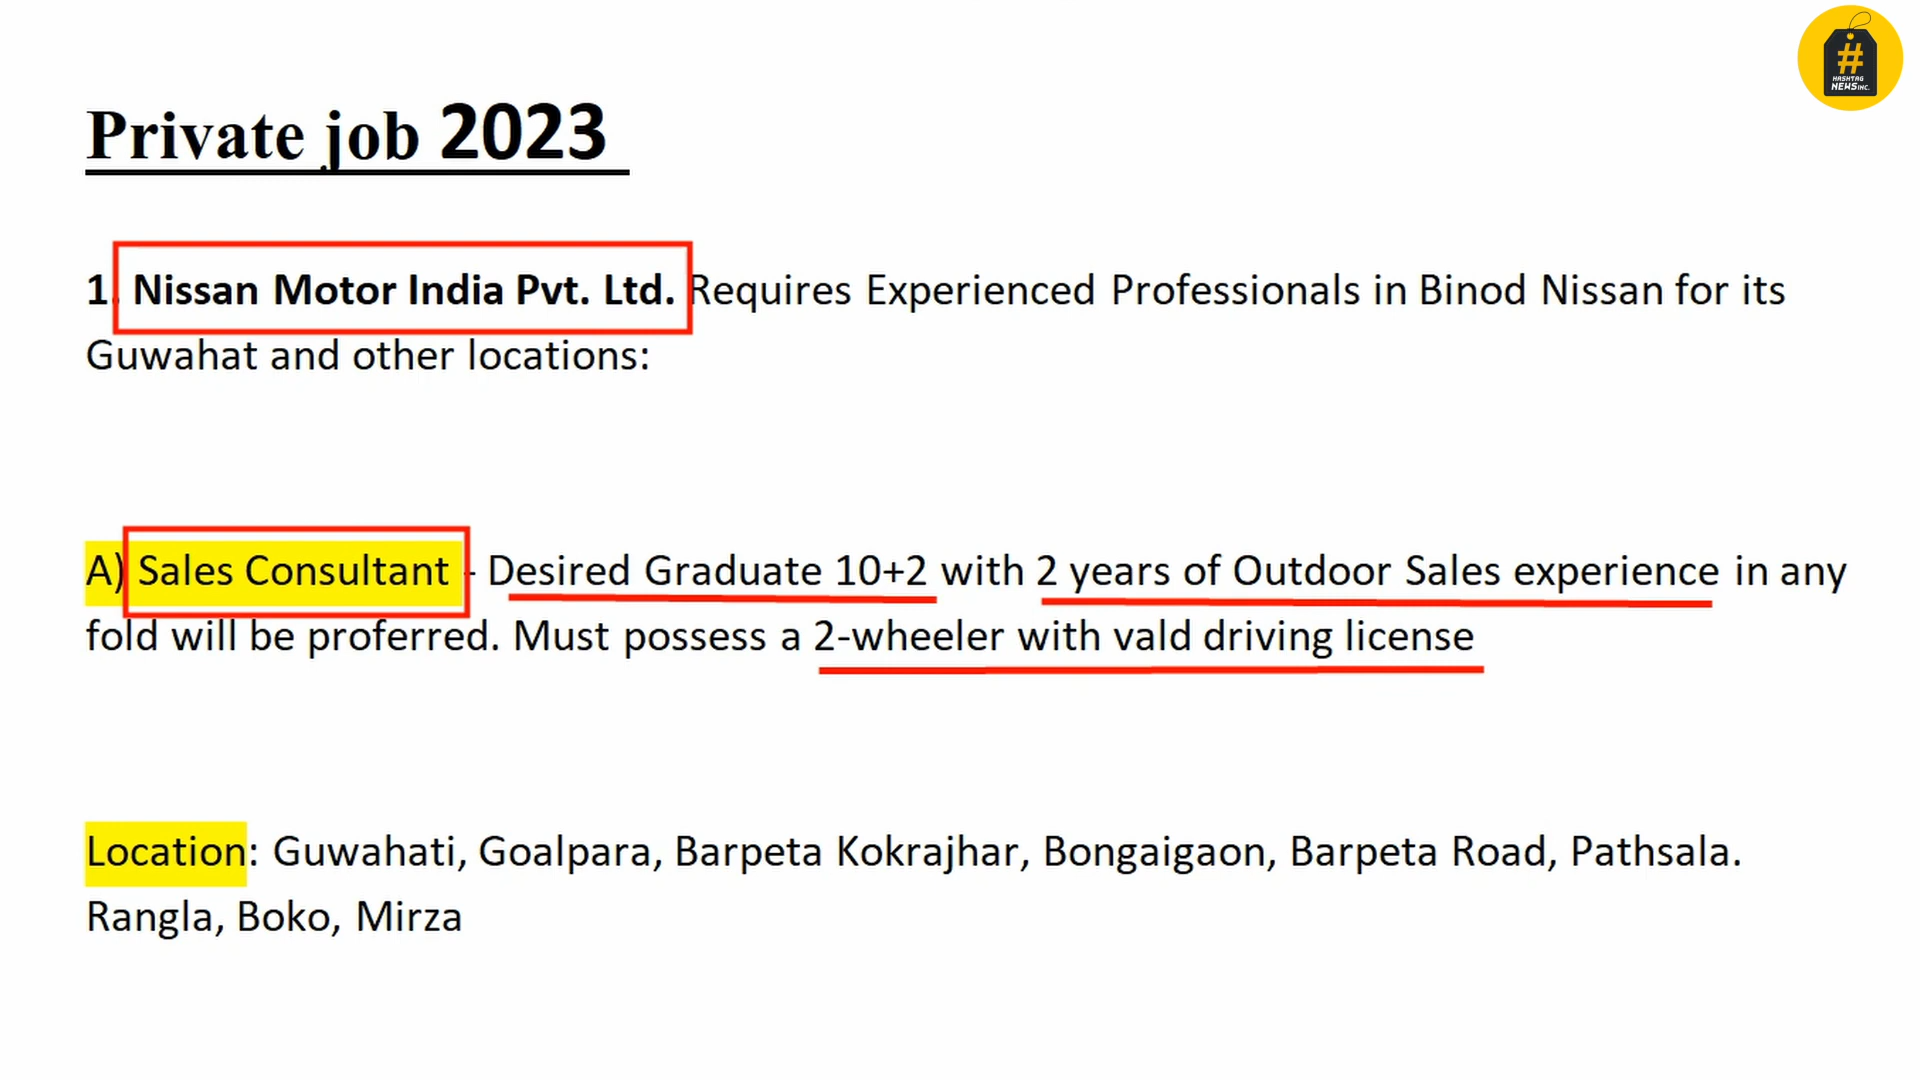 #
HASHTAG
NEWS INC.
Private job 2023
1. Nissan Motor India Pvt. Ltd. Requires Experienced Professionals in Binod Nissan for its
Guwahat and other locations:
A) Sales Consultant - Desired Graduate 10+2 with 2 years of Outdoor Sales experience in any
fold will be proferred. Must possess a 2-wheeler with vald driving license
Location: Guwahati, Goalpara, Barpeta Kokrajhar, Bongaigaon, Barpeta Road, Pathsala.
Rangla, Boko, Mirza